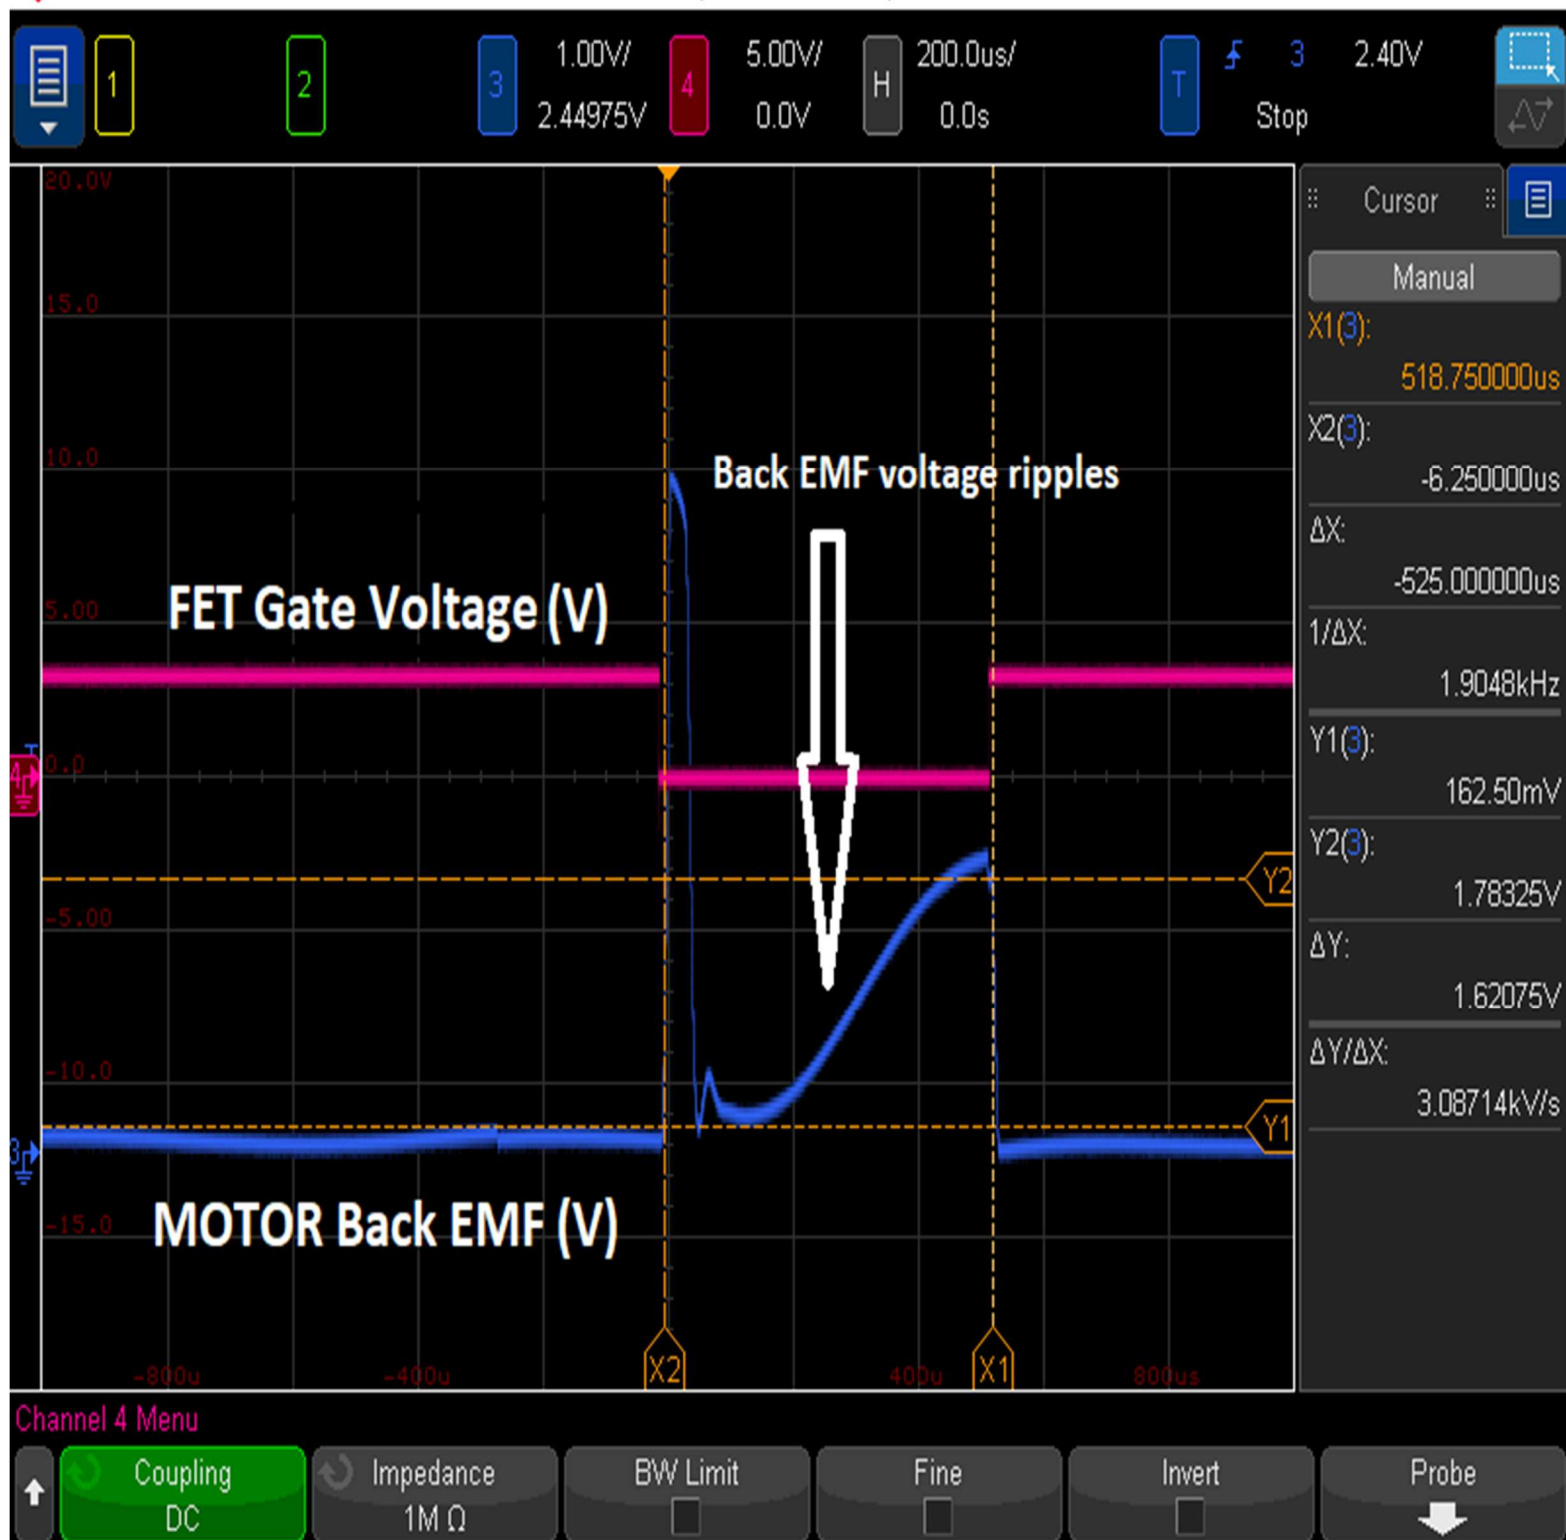 1
2
3
1.00V/
2.44975V
4
5.00V/
0.0V
H
200.0us/
0.0s
T
3
2.40V
Stop
20.0V
15.0
10.0
5.00
0.0
-5.00
-10.0
-15.0
Back EMF voltage ripples
FET Gate Voltage (V)
MOTOR Back EMF (V)
T
4
3
Y2
Y1
X2
X1
-800u
-400u
400u
800us
Cursor
Manual
X1(3):
518.750000us
X2(3):
-6.250000us
ΔX:
-525.000000us
1/ΔX:
1.9048kHz
Y1(3):
162.50mV
Y2(3):
1.78325V
ΔY:
1.62075V
ΔY/ΔX:
3.08714kV/s
Channel 4 Menu
Coupling
DC
Impedance
1M Ω
BW Limit
Fine
Invert
Probe